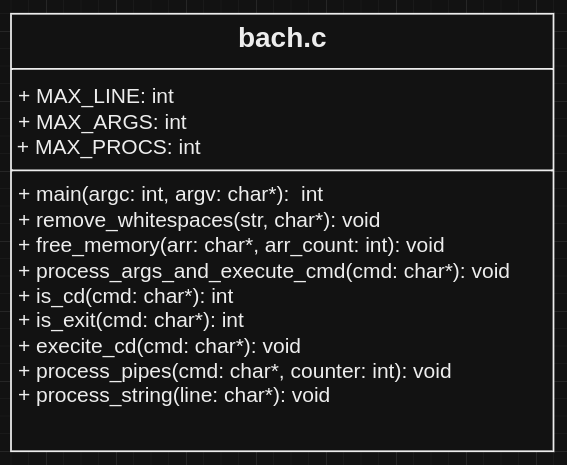 bach.c
+ MAX_LINE: int
+ MAX_ARGS: int
+ MAX_PROCS: int
+ main(argc: int, argv: char*):  int
+ remove_whitespaces(str, char*): void
+ free_memory(arr: char*, arr_count: int): void
+ process_args_and_execute_cmd(cmd: char*): void
+ is_cd(cmd: char*): int
+ is_exit(cmd: char*): int
+ execite_cd(cmd: char*): void
+ process_pipes(cmd: char*, counter: int): void
+ process_string(line: char*): void